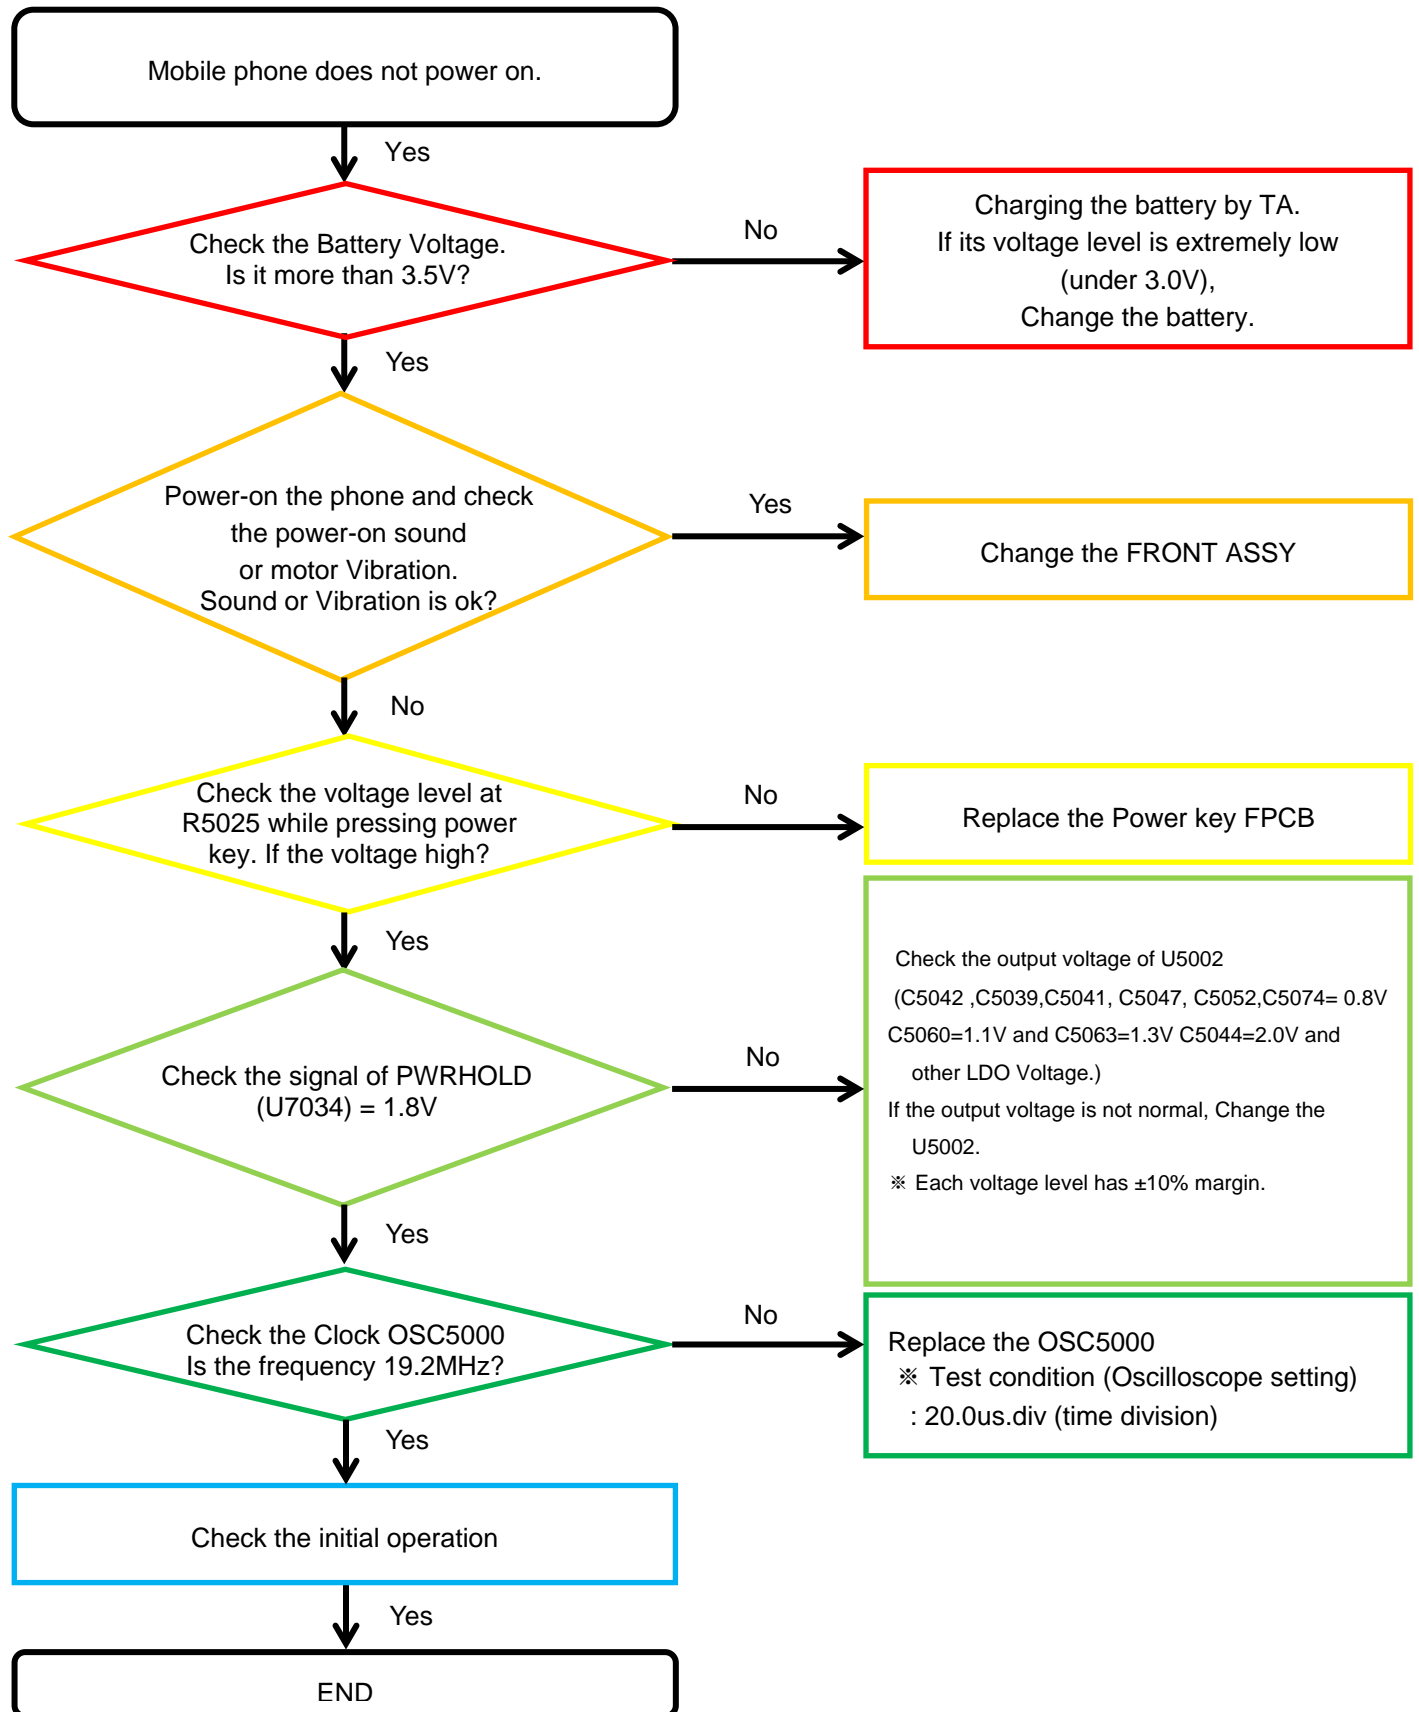 Mobile phone does not power on.
Yes
Check the Battery Voltage.
Is it more than 3.5V?
No
Charging the battery by TA.
If its voltage level is extremely low
(under 3.0V),
Change the battery.
Yes
Power-on the phone and check
the power-on sound
or motor Vibration.
Sound or Vibration is ok?
Yes
Change the FRONT ASSY
No
Check the voltage level at
R5025 while pressing power
key. If the voltage high?
No
Replace the Power key FPCB
Yes
Check the signal of PWRHOLD
(U7034) = 1.8V
No
Check the output voltage of U5002
(C5042 ,C5039,C5041, C5047, C5052,C5074= 0.8V
C5060=1.1V and C5063=1.3V C5044=2.0V and
other LDO Voltage.)
If the output voltage is not normal, Change the
U5002.
※ Each voltage level has ±10% margin.
Yes
Check the Clock OSC5000
Is the frequency 19.2MHz?
No
Replace the OSC5000
※ Test condition (Oscilloscope setting)
: 20.0us.div (time division)
Yes
Check the initial operation
Yes
END